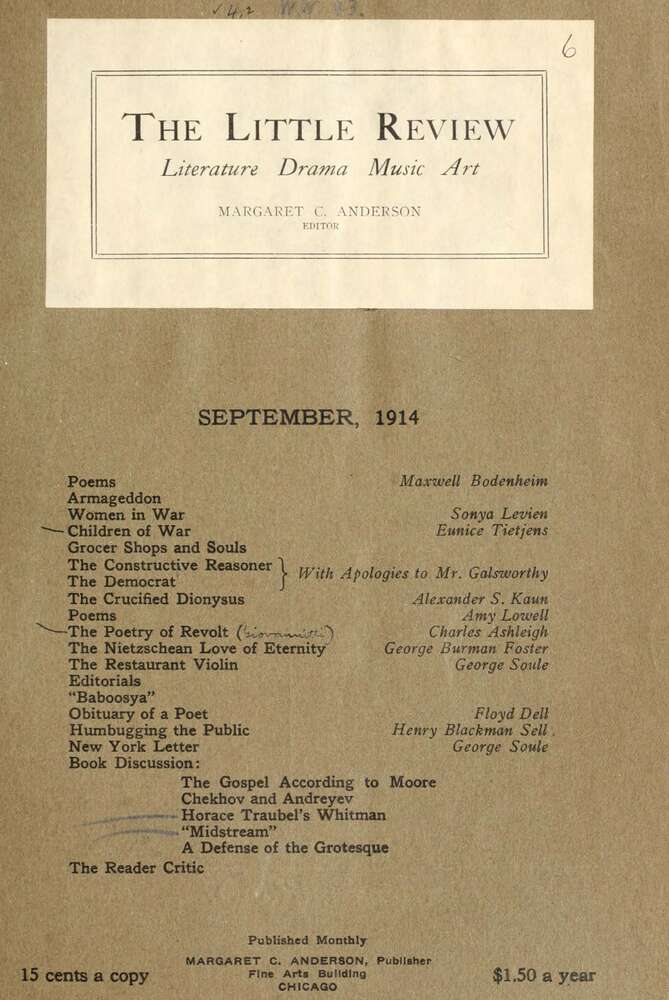 6
THE LITTLE REVIEW
Literature Drama Music Art
MARGARET C. ANDERSON
EDITOR
SEPTEMBER, 1914
Poems Maxwell Bodenheim
Armageddon
Women in War Sonya Levien
Children of War Eunice Tietjens
Grocer Shops and Souls
The Constructive Reasoner
The Democrat } With Apologies to Mr. Galsworthy
The Crucified Dionysus Alexander S. Kaun
Poems Amy Lowell
The Poetry of Revolt (Giovannitti) Charles Ashleigh
The Nietzschean Love of Eternity George Burman Foster
The Restaurant Violin George Soule
Editorials
“Baboosya”
Obituary of a Poet Floyd Dell
Humbugging the Public Henry Blackman Sell
New York Letter George Soule
Book Discussion:
The Gospel According to Moore
Chekhov and Andreyev
Horace Traubel's Whitman
“Midstream”
A Defense of the Grotesque
The Reader Critic
Published Monthly
MARGARET C. ANDERSON, Publisher
15 cents a copy Fine Arts Building $1.50 a year
CHICAGO